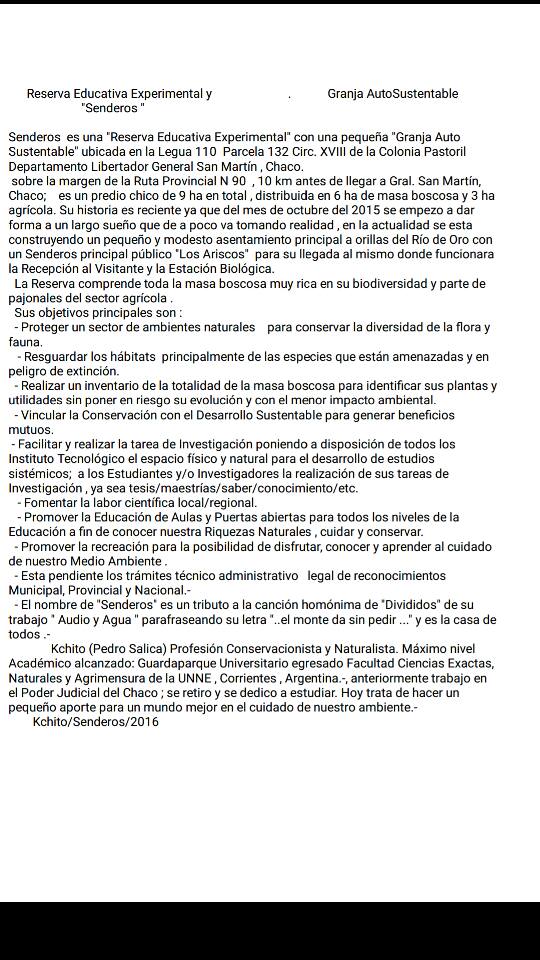 Reserva Educativa Experimental y . Granja AutoSustentable
"Senderos "
Senderos es una "Reserva Educativa Experimental" con una pequeña "Granja Auto
Sustentable" ubicada en la Legua 110 Parcela 132 Circ. XVIII de la Colonia Pastoril
Departamento Libertador General San Martín , Chaco.
sobre la margen de la Ruta Provincial N 90 , 10 km antes de llegar a Gral. San Martín,
Chaco; es un predio chico de 9 ha en total , distribuida en 6 ha de masa boscosa y 3 ha
agrícola. Su historia es reciente ya que del mes de octubre del 2015 se empezo a dar
forma a un largo sueño que de a poco va tomando realidad , en la actualidad se esta
construyendo un pequeño y modesto asentamiento principal a orillas del Río de Oro con
un Senderos principal público "Los Ariscos" para su llegada al mismo donde funcionara
la Recepción al Visitante y la Estación Biológica.
La Reserva comprende toda la masa boscosa muy rica en su biodiversidad y parte de
pajonales del sector agrícola .
Sus objetivos principales son :
- Proteger un sector de ambientes naturales para conservar la diversidad de la flora y
fauna.
- Resguardar los hábitats principalmente de las especies que están amenazadas y en
peligro de extinción.
- Realizar un inventario de la totalidad de la masa boscosa para identificar sus plantas y
utilidades sin poner en riesgo su evolución y con el menor impacto ambiental.
- Vincular la Conservación con el Desarrollo Sustentable para generar beneficios
mutuos.
- Facilitar y realizar la tarea de Investigación poniendo a disposición de todos los
Instituto Tecnológico el espacio físico y natural para el desarrollo de estudios
sistémicos; a los Estudiantes y/o Investigadores la realización de sus tareas de
Investigación , ya sea tesis/maestrías/saber/conocimiento/etc.
- Fomentar la labor científica local/regional.
- Promover la Educación de Aulas y Puertas abiertas para todos los niveles de la
Educación a fin de conocer nuestra Riquezas Naturales , cuidar y conservar.
- Promover la recreación para la posibilidad de disfrutar, conocer y aprender al cuidado
de nuestro Medio Ambiente .
- Esta pendiente los trámites técnico administrativo legal de reconocimientos
Municipal, Provincial y Nacional.-
- El nombre de "Senderos" es un tributo a la canción homónima de "Divididos" de su
trabajo " Audio y Agua " parafraseando su letra "..el monte da sin pedir ..." y es la casa de
todos .-
Kchito (Pedro Salica) Profesión Conservacionista y Naturalista. Máximo nivel
Académico alcanzado: Guardaparque Universitario egresado Facultad Ciencias Exactas,
Naturales y Agrimensura de la UNNE , Corrientes , Argentina.-, anteriormente trabajo en
el Poder Judicial del Chaco ; se retiro y se dedico a estudiar. Hoy trata de hacer un
pequeño aporte para un mundo mejor en el cuidado de nuestro ambiente.-
Kchito/Senderos/2016